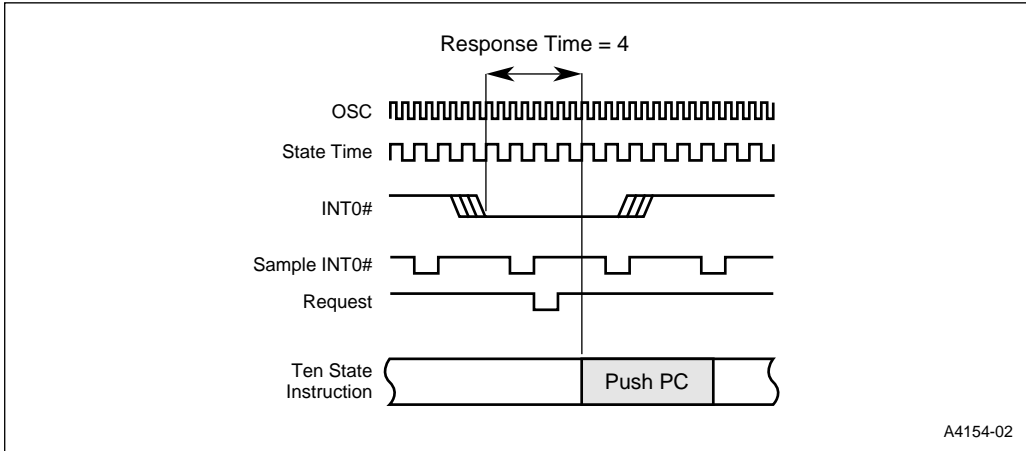 Response Time = 4
OSC
State Time
INT0#
Sample INT0#
Request
Ten State
Instruction
Push PC
A4154-02